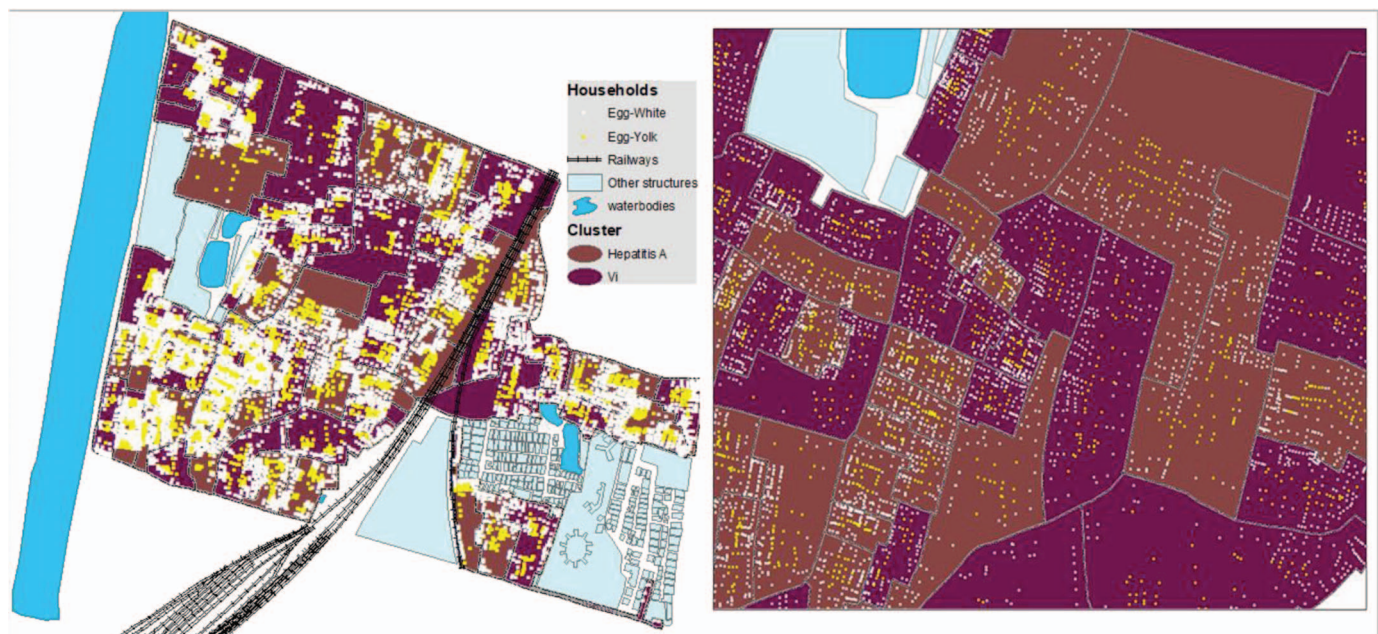 Households
Egg-White
Egg-Yolk
Railways
Other structures
waterbodies
Cluster
Hepatitis A
Vi